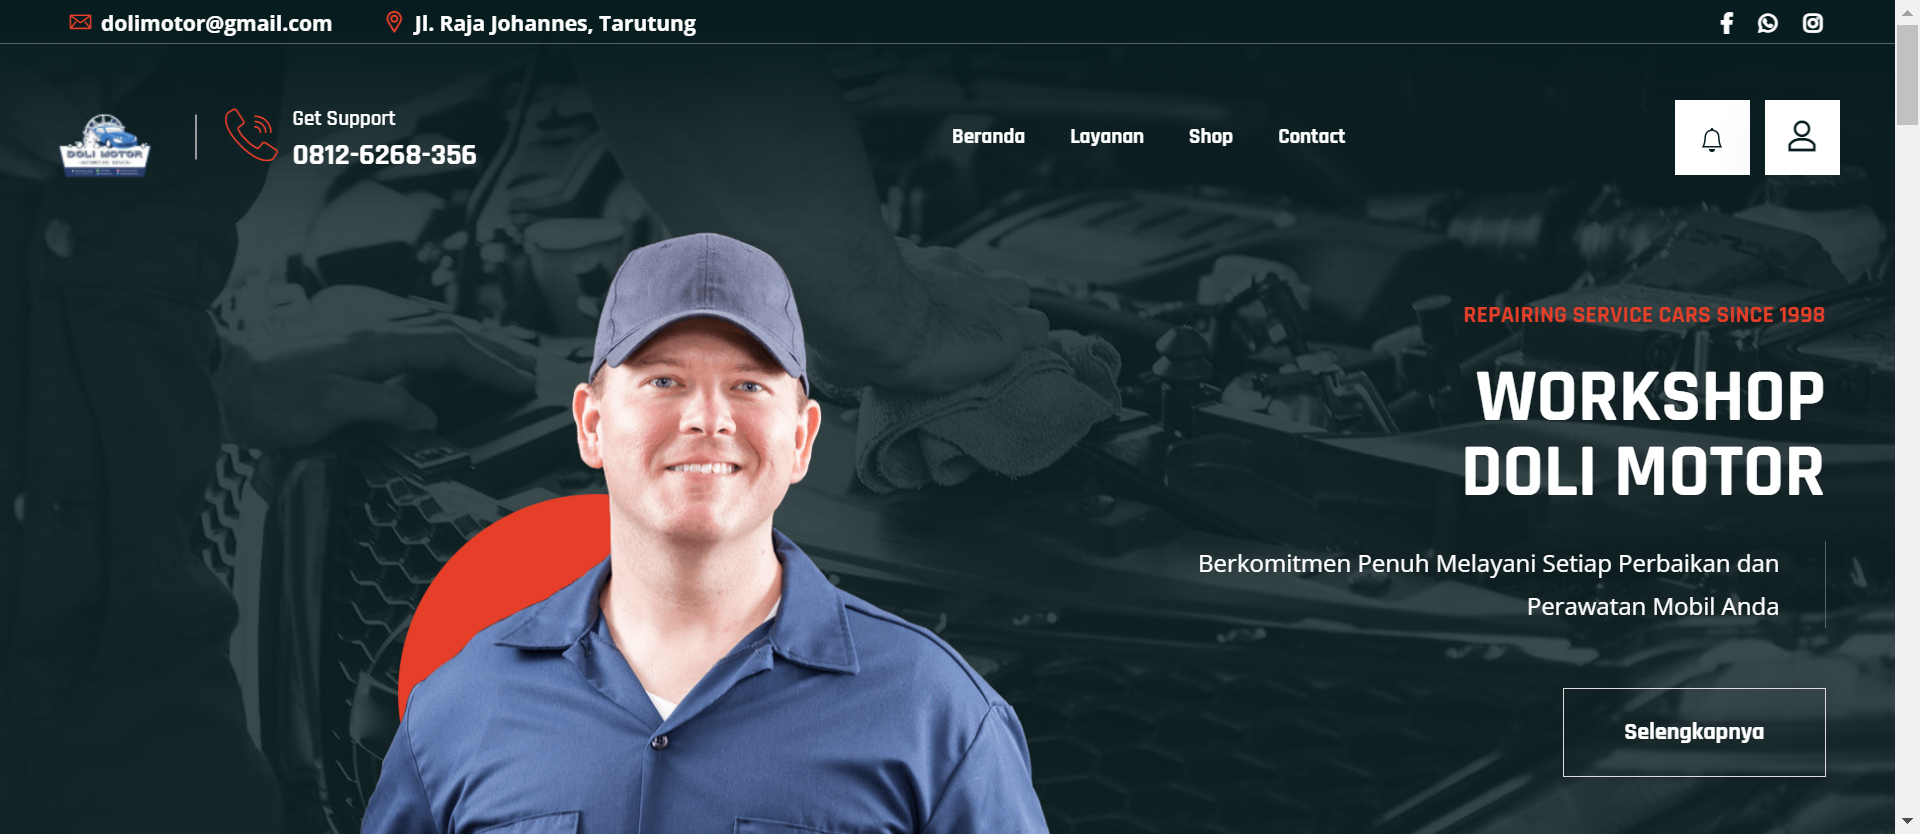 dolimotor@gmail.com
Jl. Raja Johannes, Tarutung
DOLI MOTOR
Get Support
0812-6268-356
Beranda
Layanan
Shop
Contact
REPAIRING SERVICE CARS SINCE 1998
WORKSHOP
DOLI MOTOR
Berkomitmen Penuh Melayani Setiap Perbaikan dan
Perawatan Mobil Anda
Selengkapnya